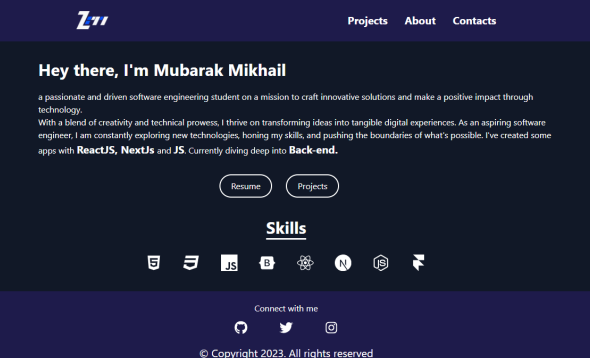 Projects About Contacts
Hey there, I'm Mubarak Mikhail
a passionate and driven software engineering student on a mission to craft innovative solutions and make a positive impact through
technology.
With a blend of creativity and technical prowess, I thrive on transforming ideas into tangible digital experiences. As an aspiring software
engineer, I am constantly exploring new technologies, honing my skills, and pushing the boundaries of what's possible. I've created some
apps with ReactJS, NextJs and JS. Currently diving deep into Back-end.
Resume Projects
Skills
JS B N JS
Connect with me
© Copyright 2023. All rights reserved